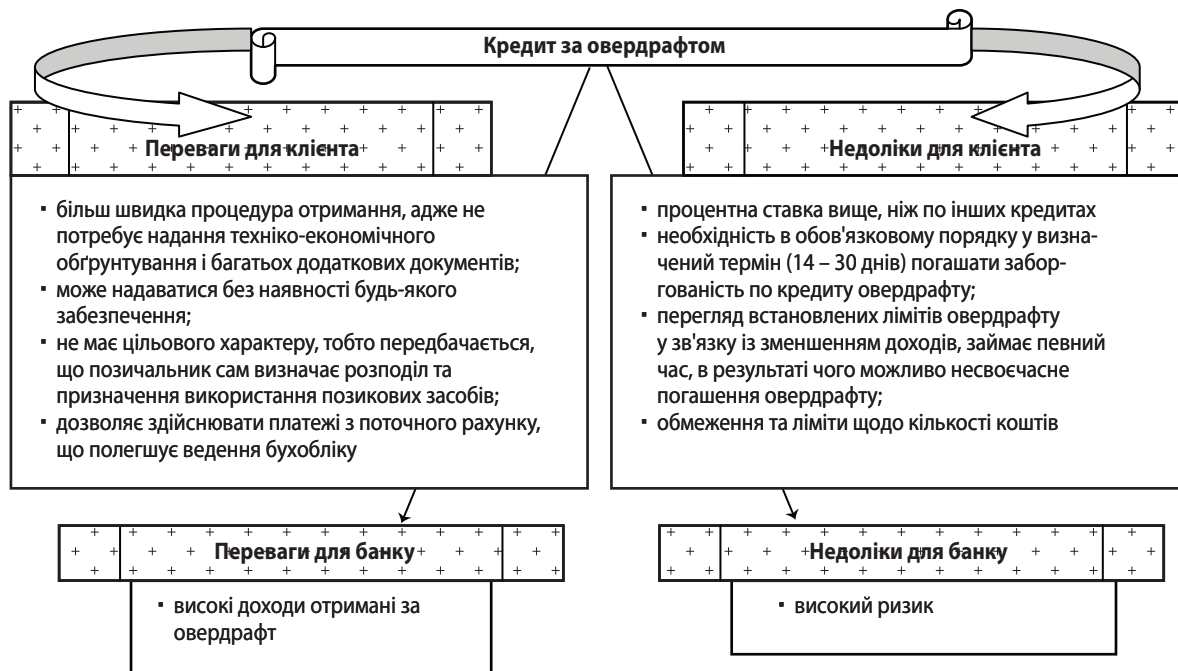 Кредит за овердрафтом
Переваги для клієнта
▪ більш швидка процедура отримання, адже не
потребує надання техніко-економічного
обґрунтування і багатьох додаткових документів;
▪ може надаватися без наявності будь-якого
забезпечення;
▪ не має цільового характеру, тобто передбачається,
що позичальник сам визначає розподіл та
призначення використання позикових засобів;
▪ дозволяє здійснювати платежі з поточного рахунку,
що полегшує ведення бухобліку
Недоліки для клієнта
▪ процентна ставка вище, ніж по інших кредитах
▪ необхідність в обов'язковому порядку у визна-
чений термін (14 – 30 днів) погашати забор-
гованість по кредиту овердрафту;
▪ перегляд встановлених лімітів овердрафту
у зв'язку із зменшенням доходів, займає певний
час, в результаті чого можливо несвоєчасне
погашення овердрафту;
▪ обмеження та ліміти щодо кількості коштів
Переваги для банку
▪ високі доходи отримані за
овердрафт
Недоліки для банку
▪ високий ризик